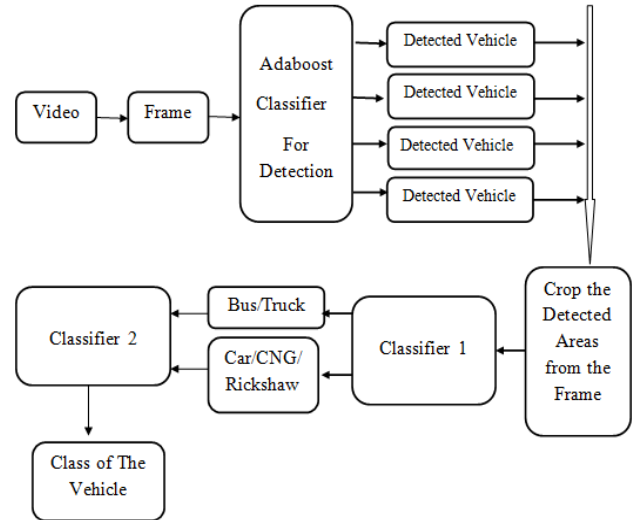 Video
Frame
Adaboost
Classifier
For
Detection
Detected Vehicle
Detected Vehicle
Detected Vehicle
Detected Vehicle
Crop the
Detected
Areas
from the
Frame
Classifier 1
Bus/Truck
Car/CNG/
Rickshaw
Classifier 2
Class of The
Vehicle